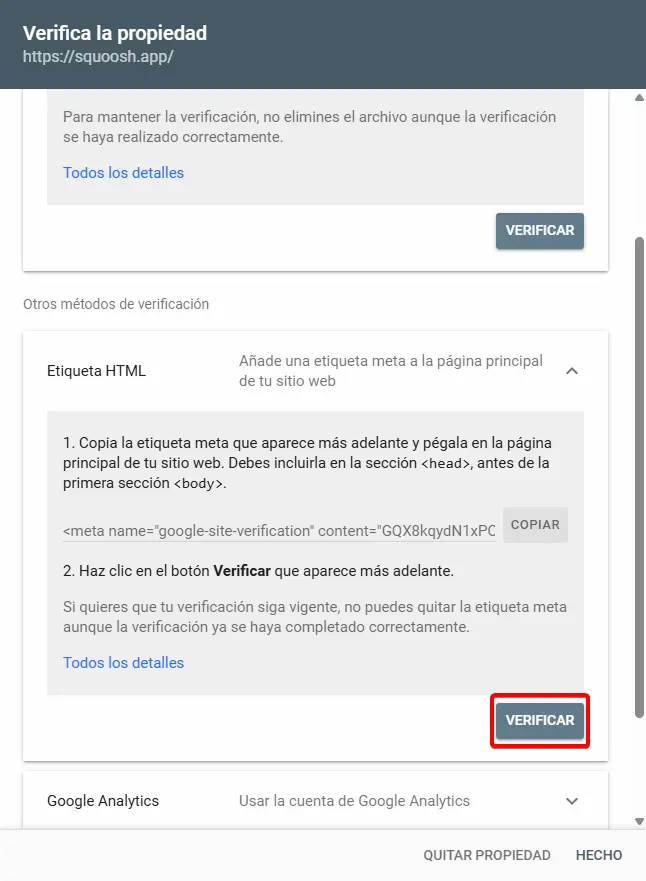 Verifica la propiedad
https://squoosh.app/
Para mantener la verificación, no elimines el archivo aunque la verificación
se haya realizado correctamente.
Todos los detalles
VERIFICAR
Otros métodos de verificación
Etiqueta HTML
Añade una etiqueta meta a la página principal
de tu sitio web
1. Copia la etiqueta meta que aparece más adelante y pégala en la página
principal de tu sitio web. Debes incluirla en la sección <head>, antes de la
primera sección <body>.
<meta name="google-site-verification" content="GQX8kqydN1xPC
COPIAR
2. Haz clic en el botón Verificar que aparece más adelante.
Si quieres que tu verificación siga vigente, no puedes quitar la etiqueta meta
aunque la verificación ya se haya completado correctamente.
Todos los detalles
VERIFICAR
Google Analytics
Usar la cuenta de Google Analytics
QUITAR PROPIEDAD
HECHO